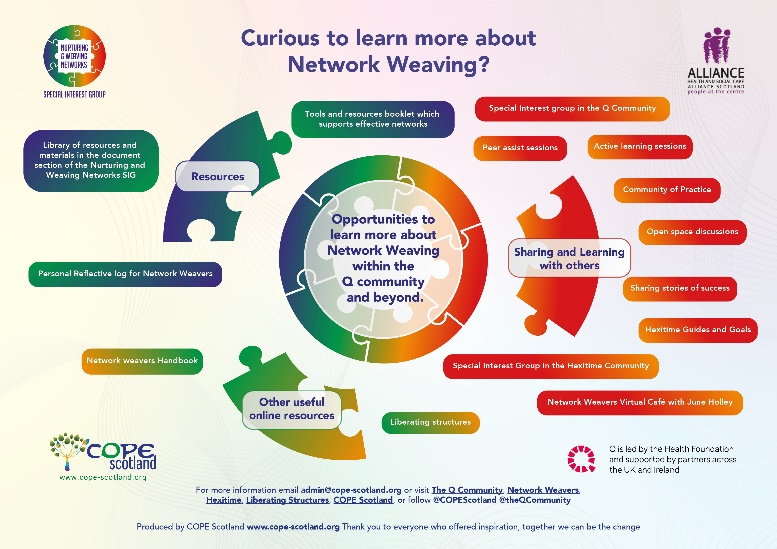 Curious to learn more about
Network Weaving?
NURTURING
& WEAVING
NETWORKS
SPECIAL INTEREST GROUP
ALLIANCE
HEALTH AND SOCIAL CARE
ALLIANCE SCOTLAND
people at the centre
Library of resources and
materials in the document
section of the Nurturing and
Weaving Networks SIG
Resources
Tools and resources booklet which
supports effective networks
Personal Reflective log for Network Weavers
Special Interest group in the Q Community
Peer assist sessions
Active learning sessions
Community of Practice
Open space discussions
Sharing and Learning
with others
Sharing stories of success
Hexitime Guides and Goals
Special Interest Group in the Hexitime Community
Network Weavers Virtual Café with June Holley
Opportunities to
learn more about
Network Weaving
within the
Q community
and beyond.
Network weavers Handbook
Other useful
online resources
Liberating structures
COPE
scotland
www.cope-scotland.org
Q is led by the Health Foundation
and supported by partners across
the UK and Ireland
For more information email admin@cope-scotland.org or visit The Q Community, Network Weavers,
Hexitime, Liberating Structures, COPE Scotland, or follow @COPEScotland @theQCommunity
Produced by COPE Scotland www.cope-scotland.org Thank you to everyone who offered inspiration, together we can be the change